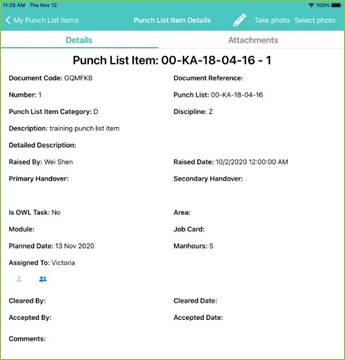 11:25 AM Thu Nov 12 100%
My Punch List Items Punch List Item Details Take photo Select photo
Details Attachments
Punch List Item: 00-KA-18-04-16 - 1
Document Code: GQMFKB Document Reference:
Number: 1 Punch List: 00-KA-18-04-16
Punch List Item Category: D Discipline: Z
Description: training punch list item
Detailed Description:
Raised By: Wei Shen Raised Date: 10/2/2020 12:00:00 AM
Primary Handover: Secondary Handover:
Is OWL Task: No Area:
Module: Job Card:
Planned Date: 13 Nov 2020 Manhours: 5
Assigned To: Victoria
Cleared By: Cleared Date:
Accepted By: Accepted Date:
Comments: